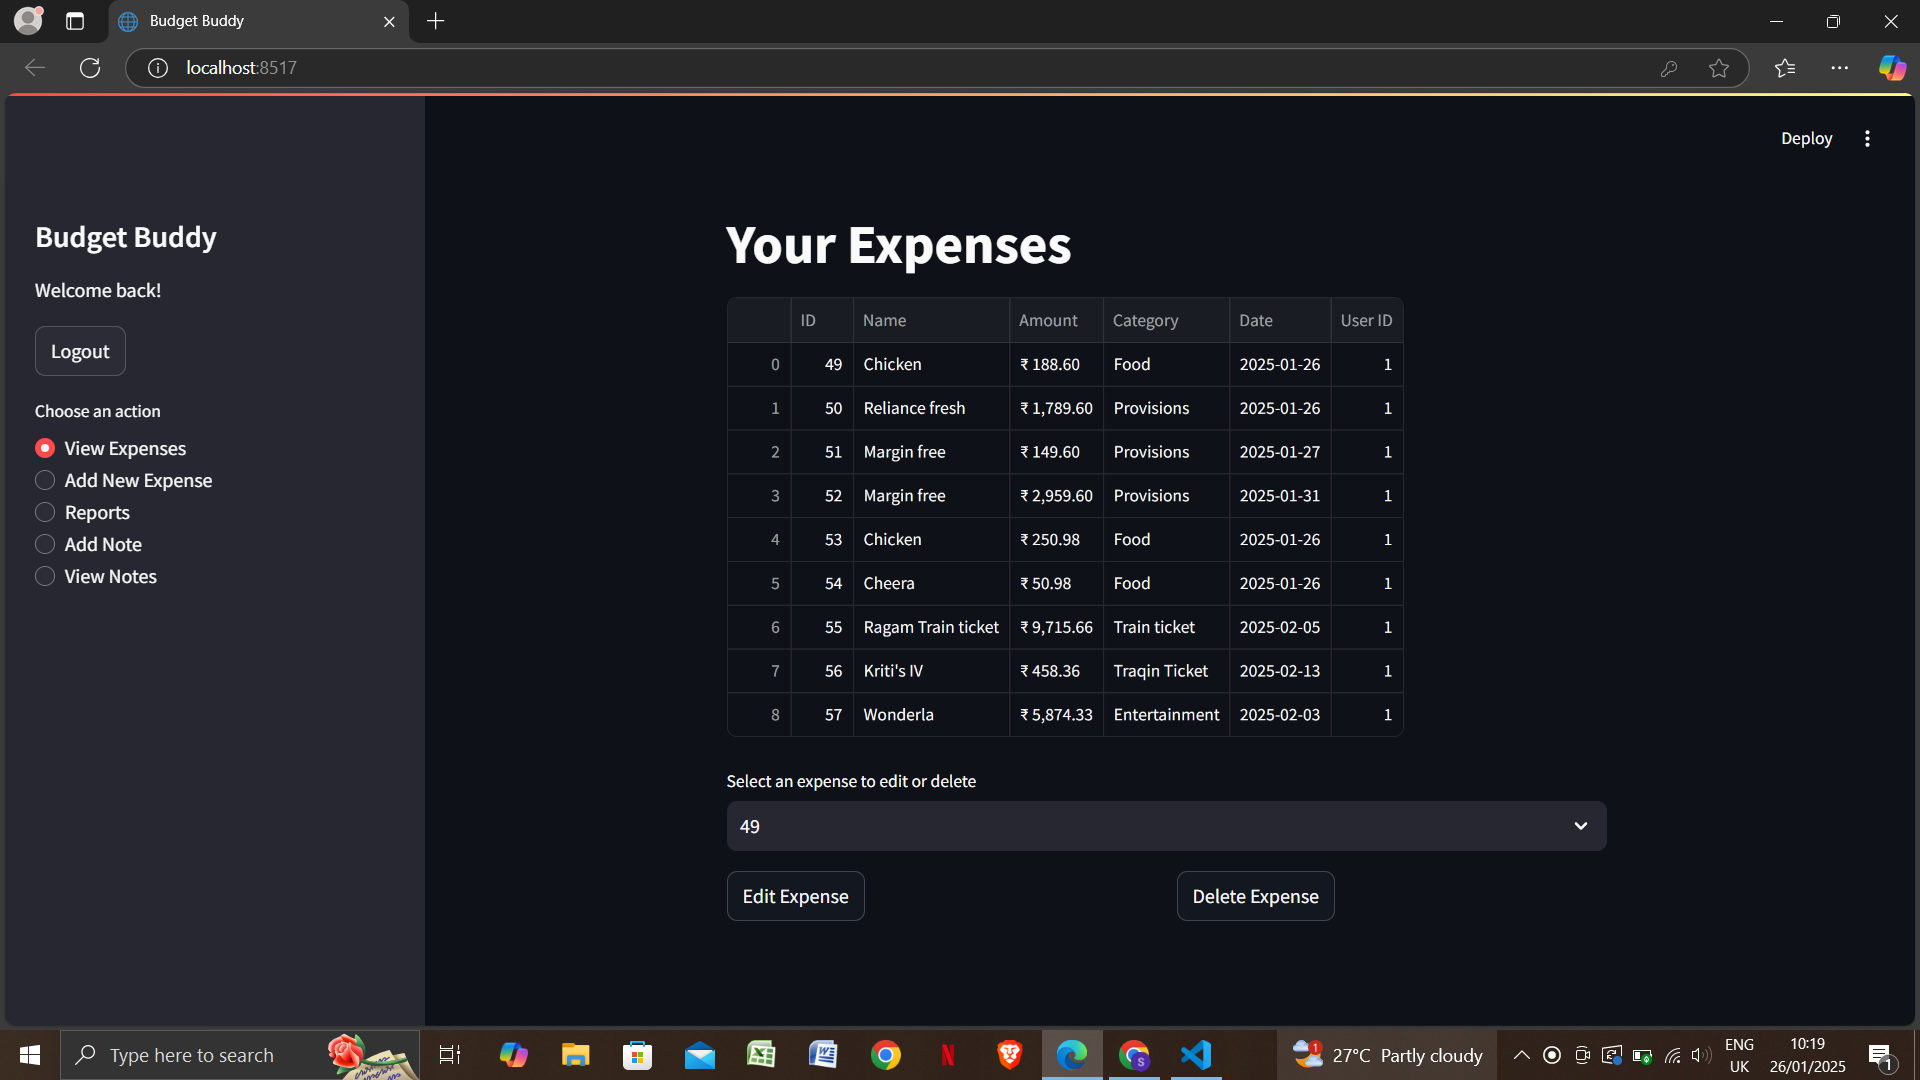 Budget Buddy
localhost:8517
Deploy
Budget Buddy
Welcome back!
Logout
Choose an action
View Expenses
Add New Expense
Reports
Add Note
View Notes
Your Expenses
ID Name Amount Category Date User ID
0 49 Chicken ₹ 188.60 Food 2025-01-26 1
1 50 Reliance fresh ₹ 1,789.60 Provisions 2025-01-26 1
2 51 Margin free ₹ 149.60 Provisions 2025-01-27 1
3 52 Margin free ₹ 2,959.60 Provisions 2025-01-31 1
4 53 Chicken ₹ 250.98 Food 2025-01-26 1
5 54 Cheera ₹ 50.98 Food 2025-01-26 1
6 55 Ragam Train ticket ₹ 9,715.66 Train ticket 2025-02-05 1
7 56 Kriti's IV ₹ 458.36 Traqin Ticket 2025-02-13 1
8 57 Wonderla ₹ 5,874.33 Entertainment 2025-02-03 1
Select an expense to edit or delete
49
Edit Expense
Delete Expense
Type here to search
1
27°C Partly cloudy
ENG
UK
10:19
26/01/2025
1